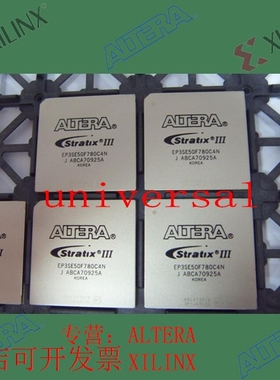 XILINX
XILINX
ALTERA®
Stratix® III
EP3SE50F780C4N
J ABCA70925A
KOREA
ALTERA®
Stratix® III
EP3SE50F780C4N
J ABCA70925A
KOREA
universal
ALTERA®
Stratix® III
EP3SE50F780C4N
J ABCA70925A
KOREA
ALTERA®
Stratix® III
EP3SE50F780C4N
J ABCA70925A
KOREA
专营：ALTERA
后可开发票 XILINX